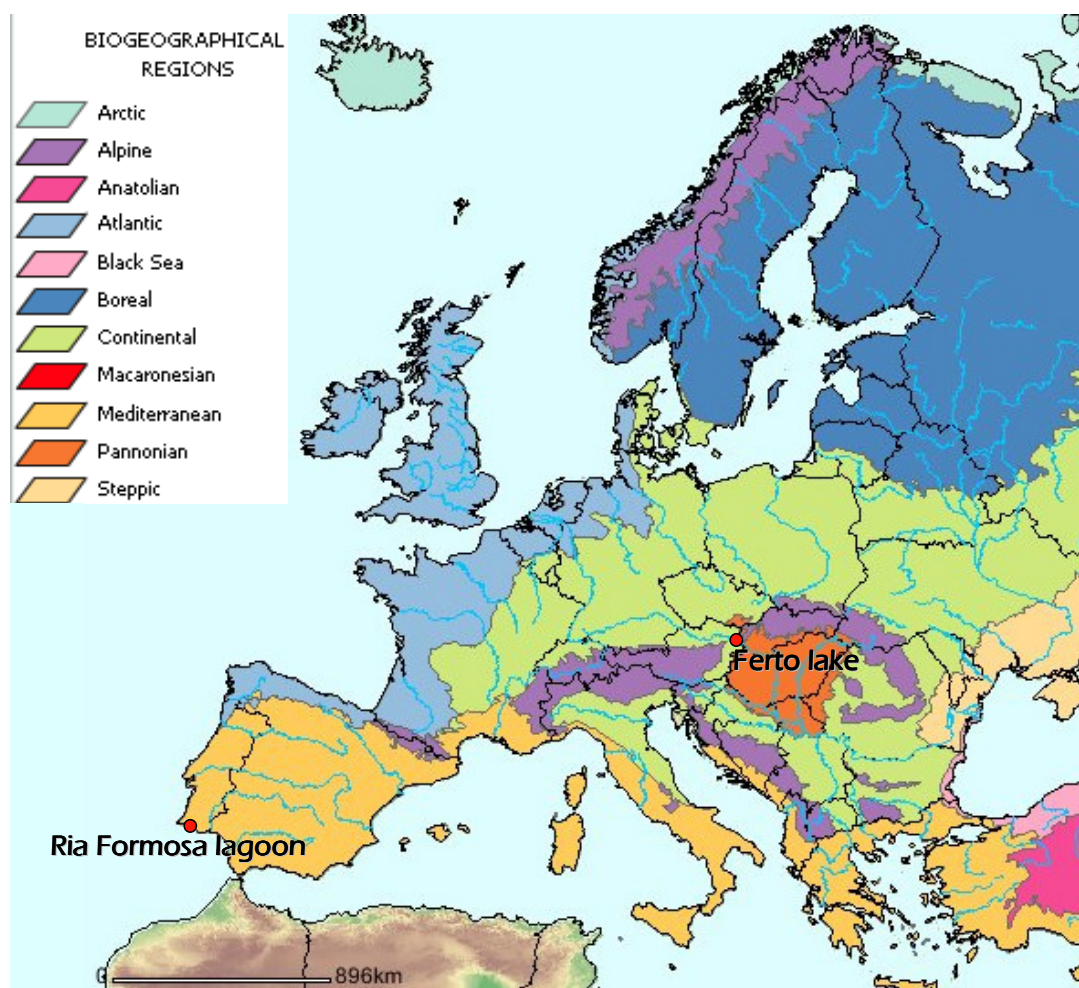 BIOGEOGRAPHICAL
REGIONS
Arctic
Alpine
Anatolian
Atlantic
Black Sea
Boreal
Continental
Macaronesian
Mediterranean
Pannonian
Steppic
Ferto lake
Ria Formosa lagoon
0 896km